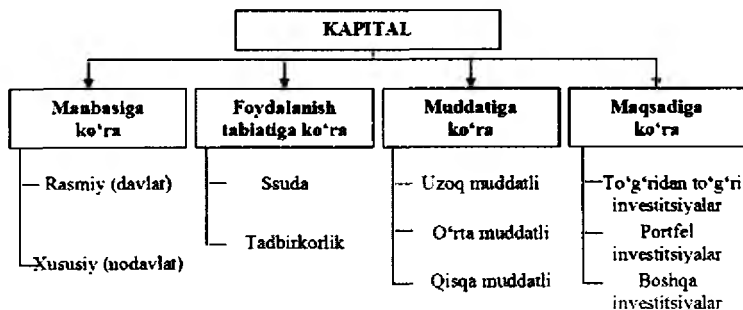 KAPITAL
Manbasiga
ko‘ra
Rasmiy (davlat)
Xususiy (nodavlat)
Foydalanish
tabiatiga ko‘ra
Ssuda
Tadbirkorlik
Muddatiga
ko‘ra
Uzoq muddatli
O‘rta muddatli
Qisqa muddatli
Maqsadiga
ko‘ra
To‘g‘ridan to‘g‘ri
investitsiyalar
Portfel
investitsiyalar
Boshqa
investitsiyalar